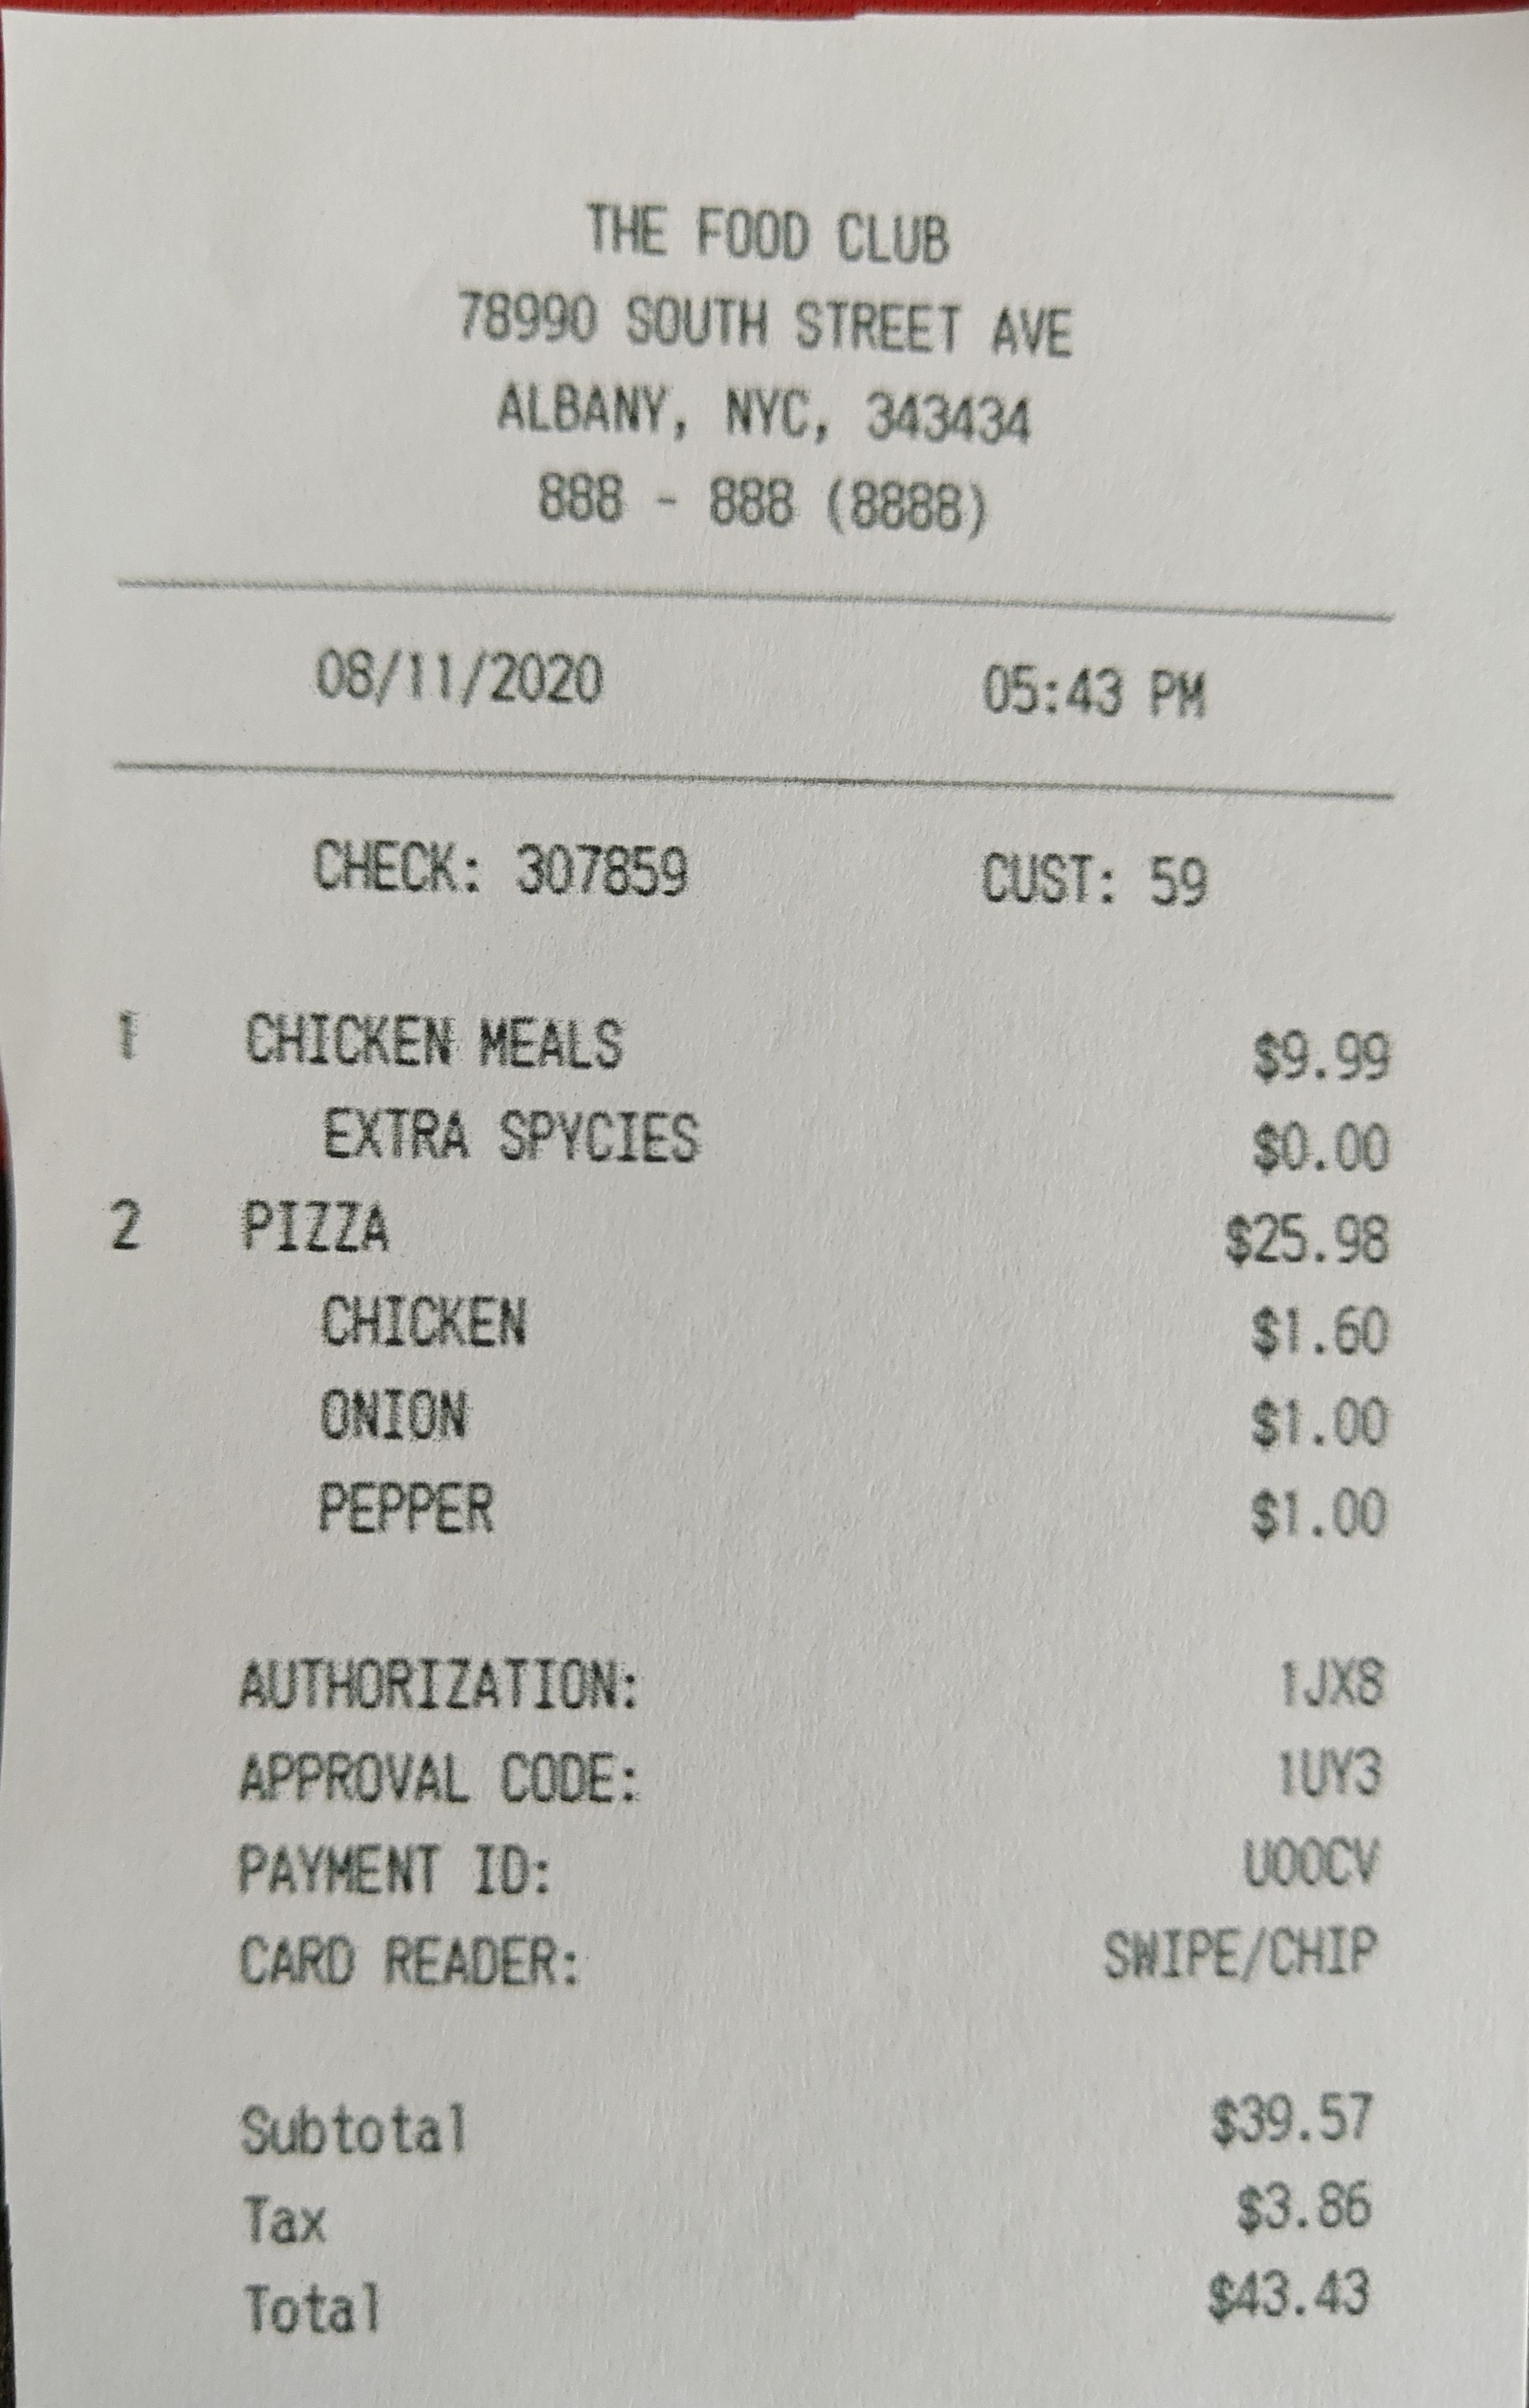 THE FOOD CLUB
78990 SOUTH STREET AVE
ALBANY, NYC, 343434
888 - 888 (8888)
08/11/2020 05:43 PM
CHECK: 307859 CUST: 59
1 CHICKEN MEALS $9.99
EXTRA SPYCIES $0.00
2 PIZZA $25.98
CHICKEN $1.60
ONION $1.00
PEPPER $1.00
AUTHORIZATION: 1JX8
APPROVAL CODE: 1UY3
PAYMENT ID: UOOCV
CARD READER: SWIPE/CHIP
Subtotal $39.57
Tax $3.86
Total $43.43